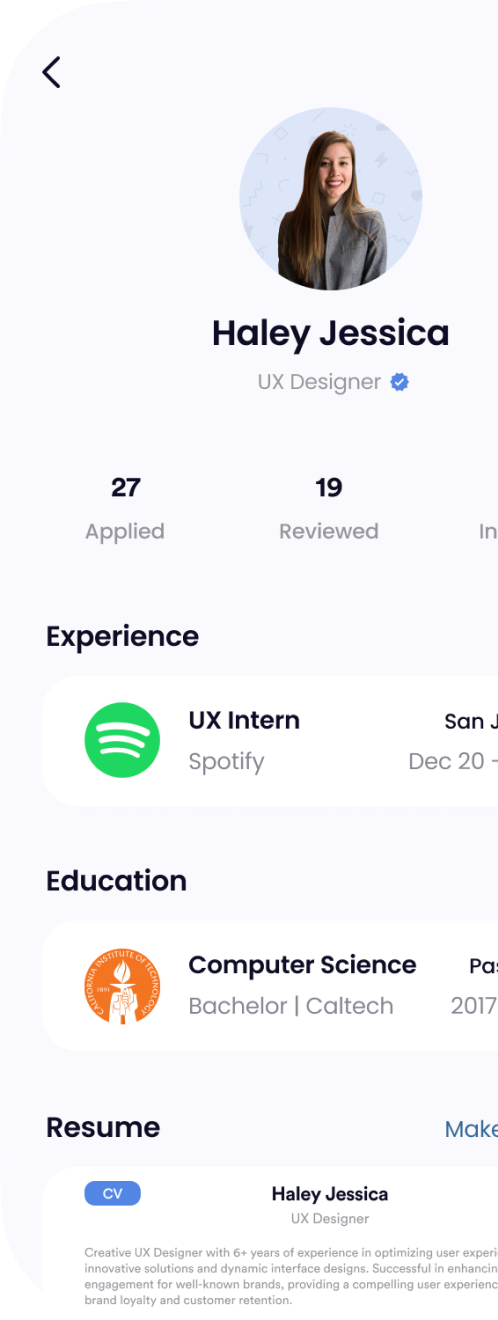 Haley Jessica
UX Designer
27 19
Applied Reviewed In
Experience
UX Intern San J
Spotify Dec 20 -
Education
CALIFORNIA INSTITUTE OF TECHNOLOGY
1891
Computer Science Pas
Bachelor | Caltech 2017
Resume Make
CV
Haley Jessica
UX Designer
Creative UX Designer with 6+ years of experience in optimizing user experi
innovative solutions and dynamic interface designs. Successful in enhancin
engagement for well-known brands, providing a compelling user experienc
brand loyalty and customer retention.